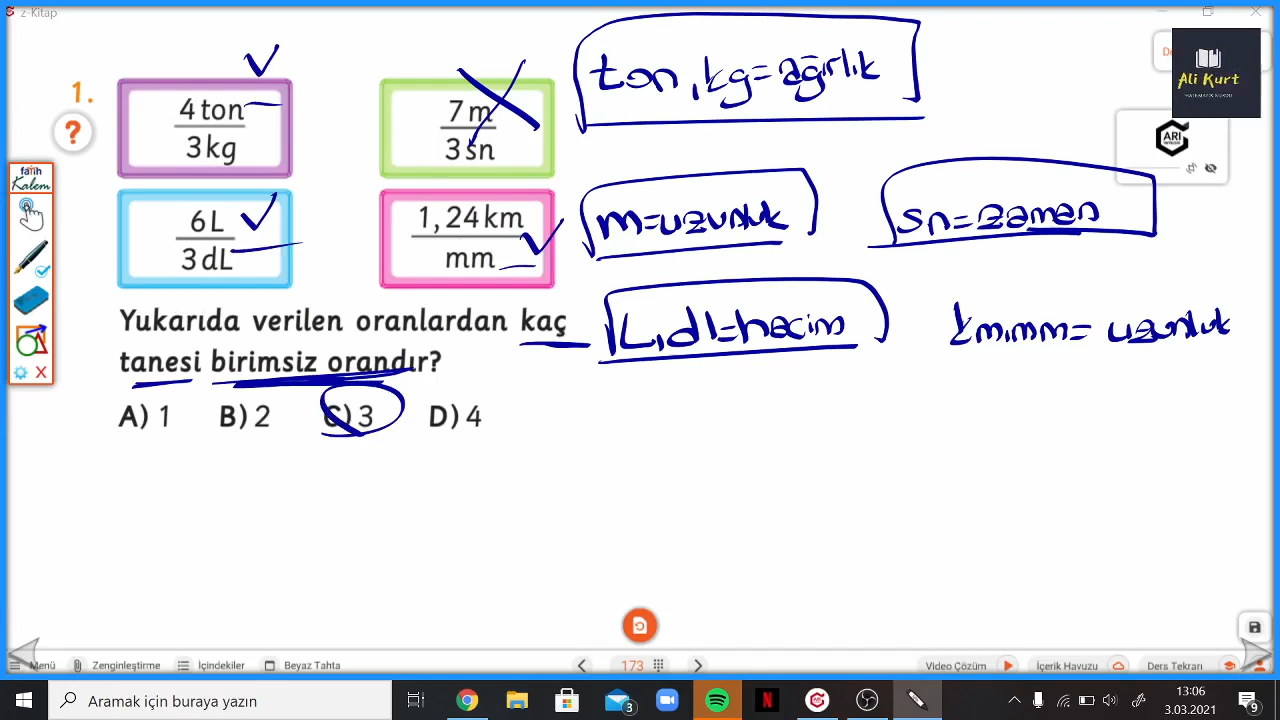 z-Kitap
1.
?
4 ton
3 kg
7 m
3 sn
6 L
3 dL
1, 24 km
mm
ton, kg = ağırlık
m = uzunluk
sn = zaman
L, dl = hacim
km, mm = uzunluk
Yukarıda verilen oranlardan kaç
tanesi birimsiz orandır?
A) 1 B) 2 C) 3 D) 4
Ali Kurt
ARI
fatih
Kalem
Menü Zenginleştirme İçindekiler Beyaz Tahta 173 Video Çözüm İçerik Havuzu Ders Tekrarı
Aramak için buraya yazın
3
N
13:06
3.03.2021
9